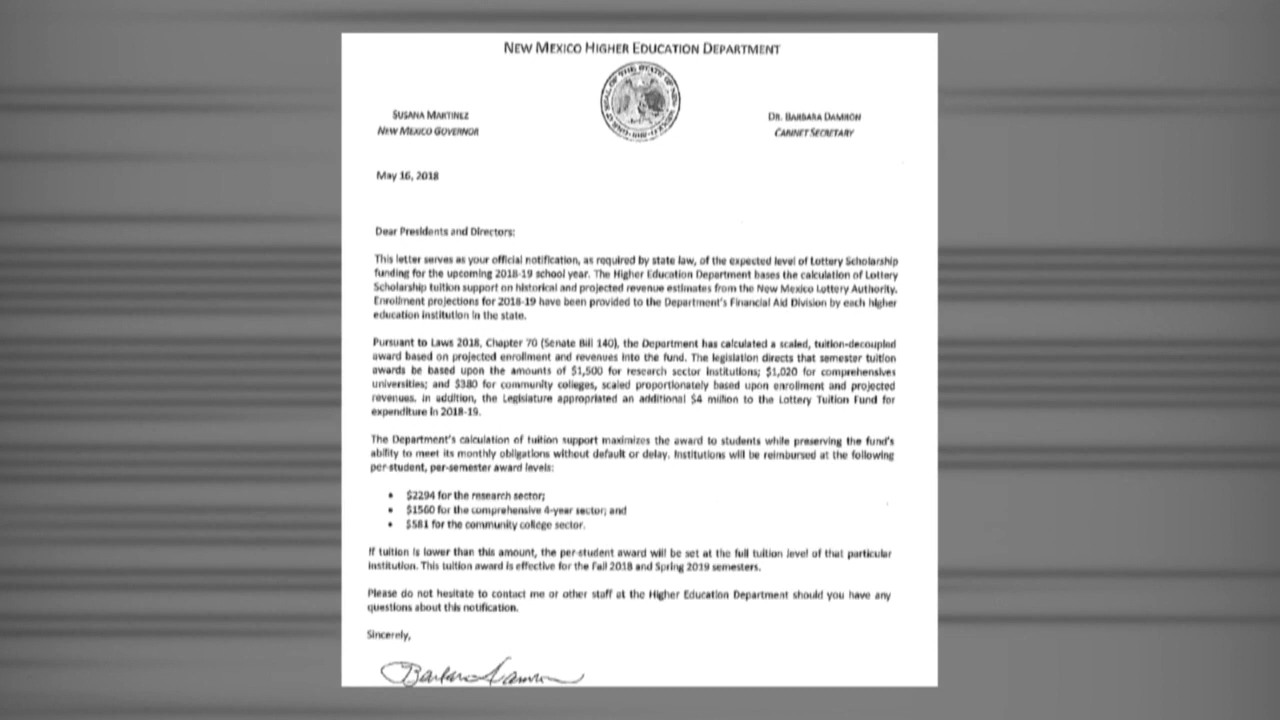 NEW MEXICO HIGHER EDUCATION DEPARTMENT
SUSANA MARTINEZ
NEW MEXICO GOVERNOR
DR. BARBARA DAMRON
CABINET SECRETARY
May 16, 2018
Dear Presidents and Directors:
This letter serves as your official notification, as required by state law, of the expected level of Lottery Scholarship
funding for the upcoming 2018-19 school year. The Higher Education Department bases the calculation of Lottery
Scholarship tuition support on historical and projected revenue estimates from the New Mexico Lottery Authority.
Enrollment projections for 2018-19 have been provided to the Department's Financial Aid Division by each higher
education institution in the state.
Pursuant to Laws 2018, Chapter 70 (Senate Bill 140), the Department has calculated a scaled, tuition-decoupled
award based on projected enrollment and revenues into the fund. The legislation directs that semester tuition
awards be based upon the amounts of $1,500 for research sector institutions; $1,020 for comprehensives
universities; and $380 for community colleges, scaled proportionately based upon enrollment and projected
revenues. In addition, the Legislature appropriated an additional $4 million to the Lottery Tuition Fund for
expenditure in 2018-19.
The Department's calculation of tuition support maximizes the award to students while preserving the fund's
ability to meet its monthly obligations without default or delay. Institutions will be reimbursed at the following
per-student, per-semester award levels:
• $2294 for the research sector;
• $1560 for the comprehensive 4-year sector; and
• $581 for the community college sector.
If tuition is lower than this amount, the per-student award will be set at the full tuition level of that particular
institution. This tuition award is effective for the Fall 2018 and Spring 2019 semesters.
Please do not hesitate to contact me or other staff at the Higher Education Department should you have any
questions about this notification.
Sincerely,
Barbara Damron